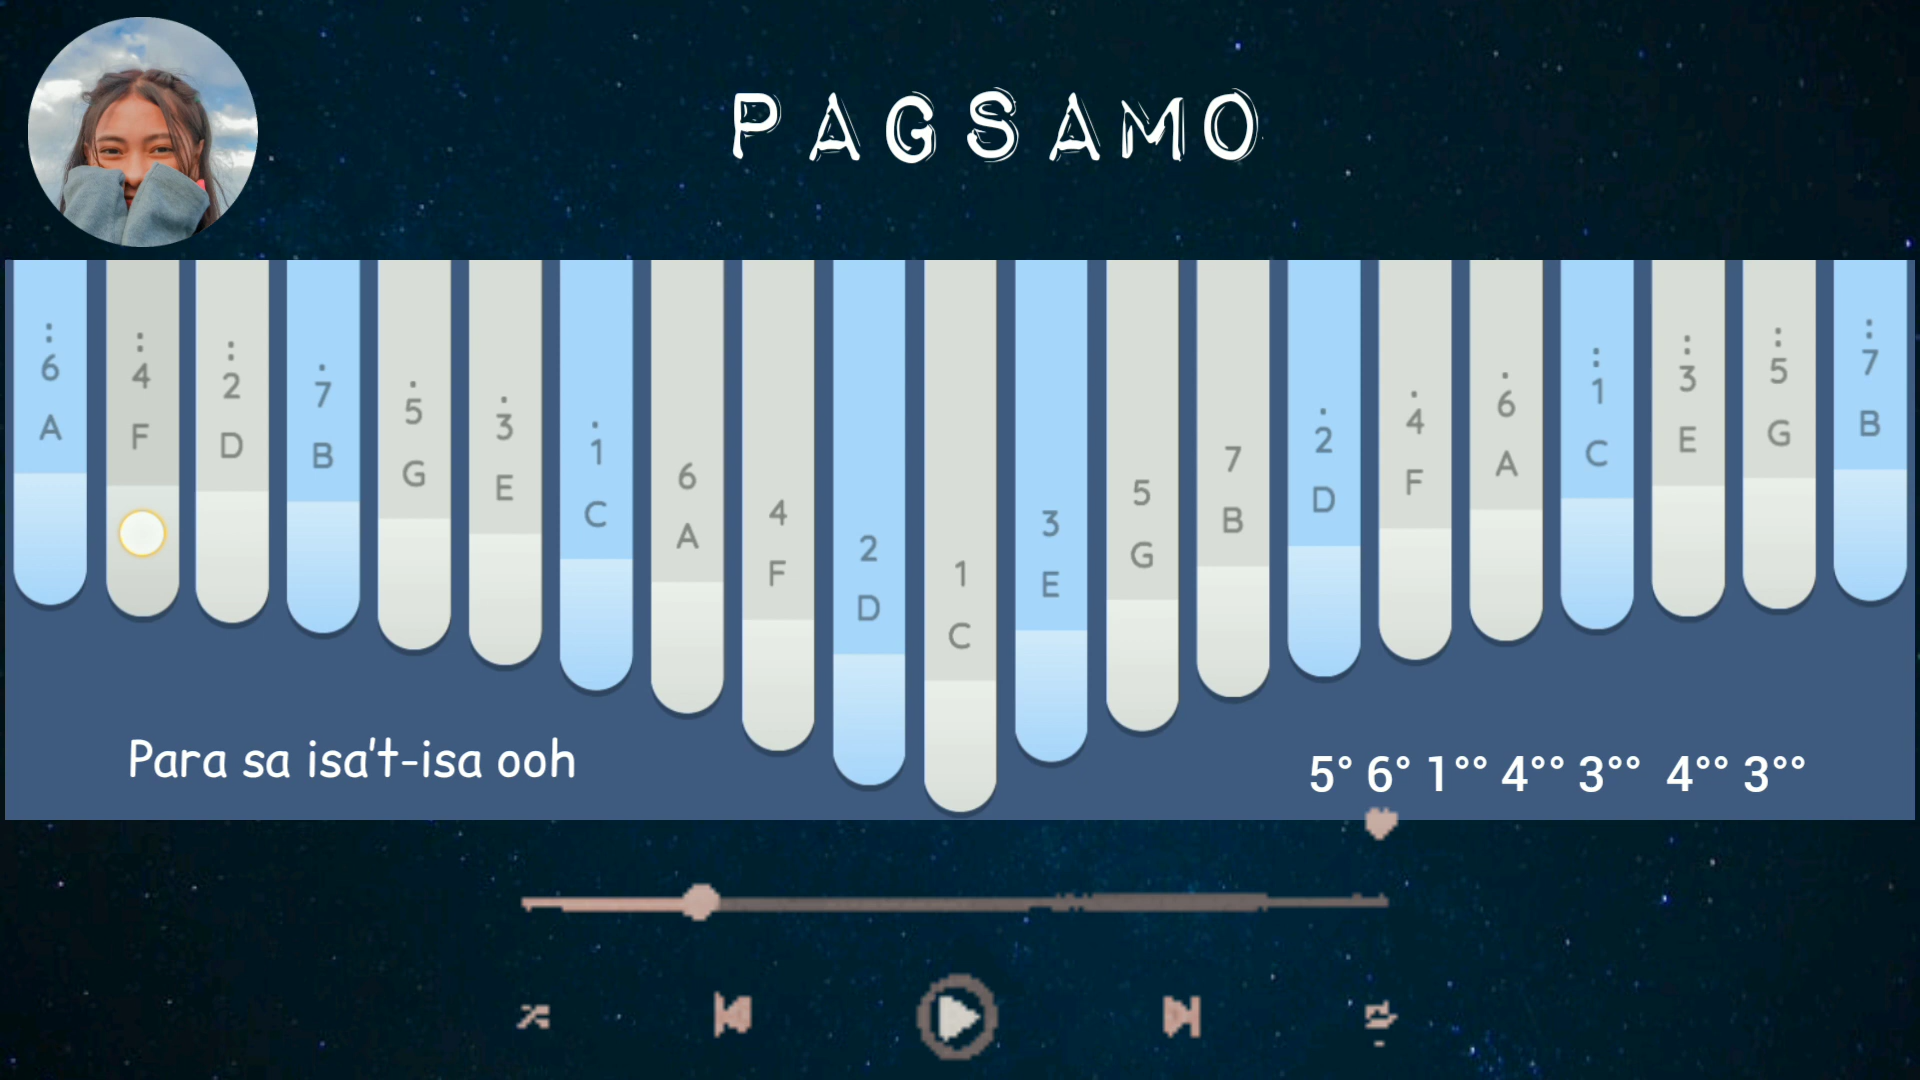 PAGSAMO
6 4 2 7 5 3 1 6 4 2 1 3 5 7 2 4 6 1 3 5 7
A F D B G E C A F D C E G B D F A C E G B
Para sa isa't-isa ooh
5° 6° 1°° 4°° 3°° 4°° 3°°